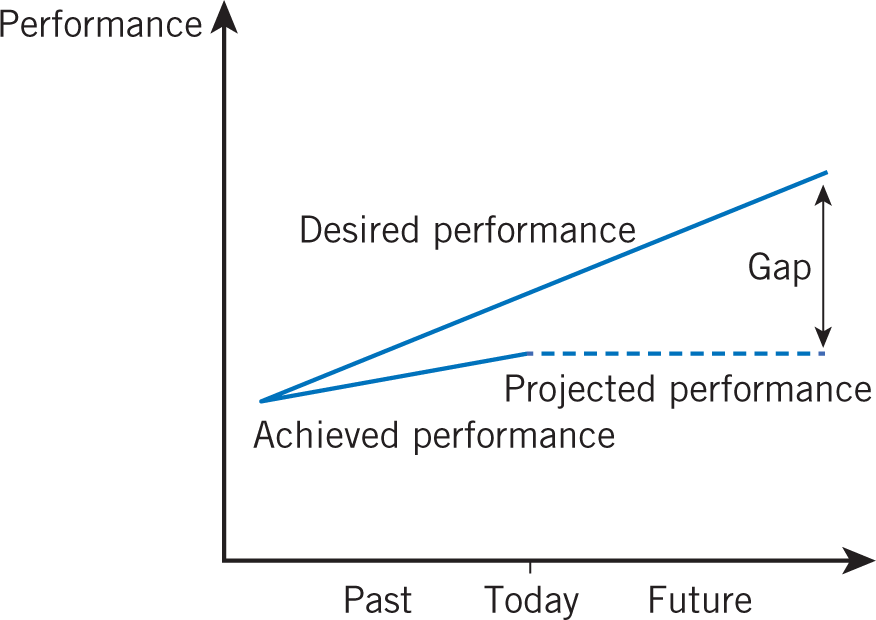 Performance
Desired performance
Gap
Projected performance
Achieved performance
Past Today Future